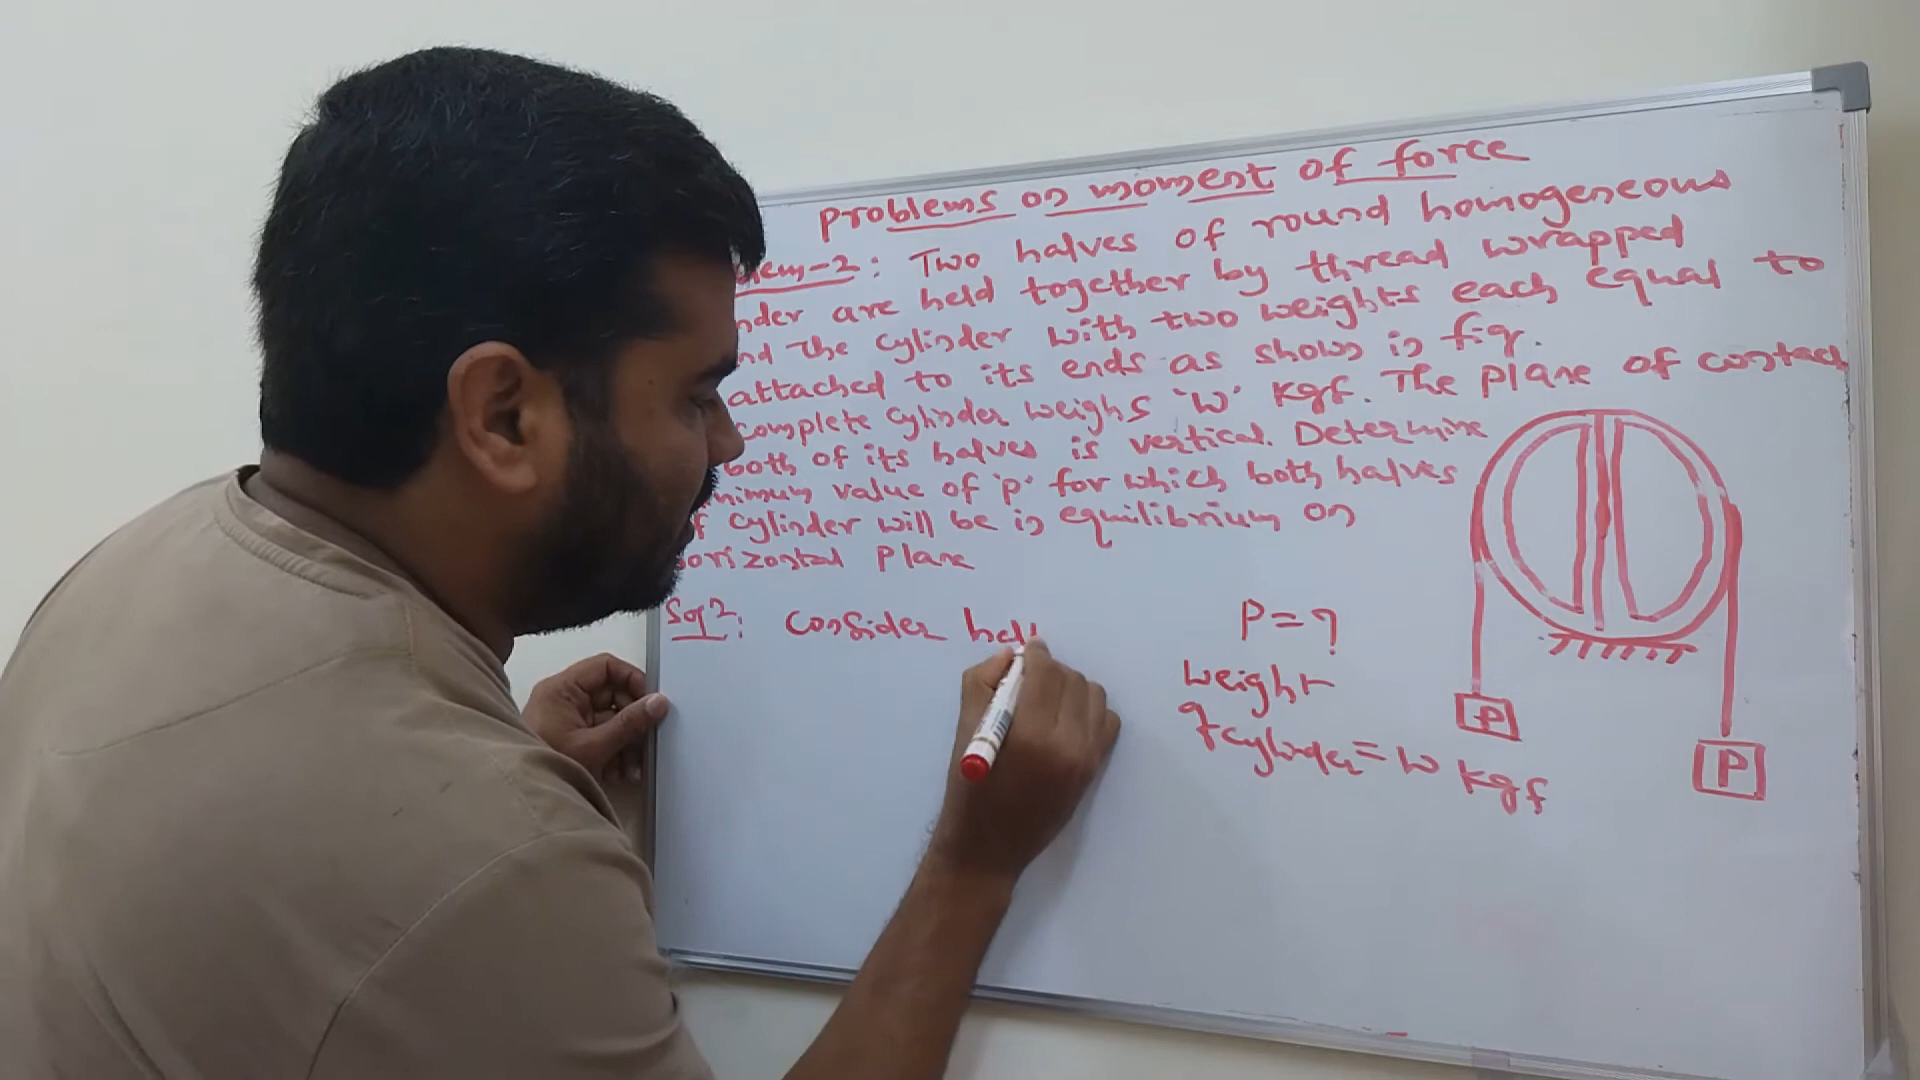 Problems on moment of force
lem-2: Two halves of round homogeneous
nder are held together by thread wrapped
nd the cylinder with two weights each equal to
attached to its ends as shown in fig.
complete cylinder weighs 'W' kgf. The plane of contact
both of its halves is vertical. Determine
nimum value of 'p' for which both halves
f cylinder will be in equilibrium on
horizontal plane
Consider half
P = ?
weight
of cylinder = W kgf
P
P